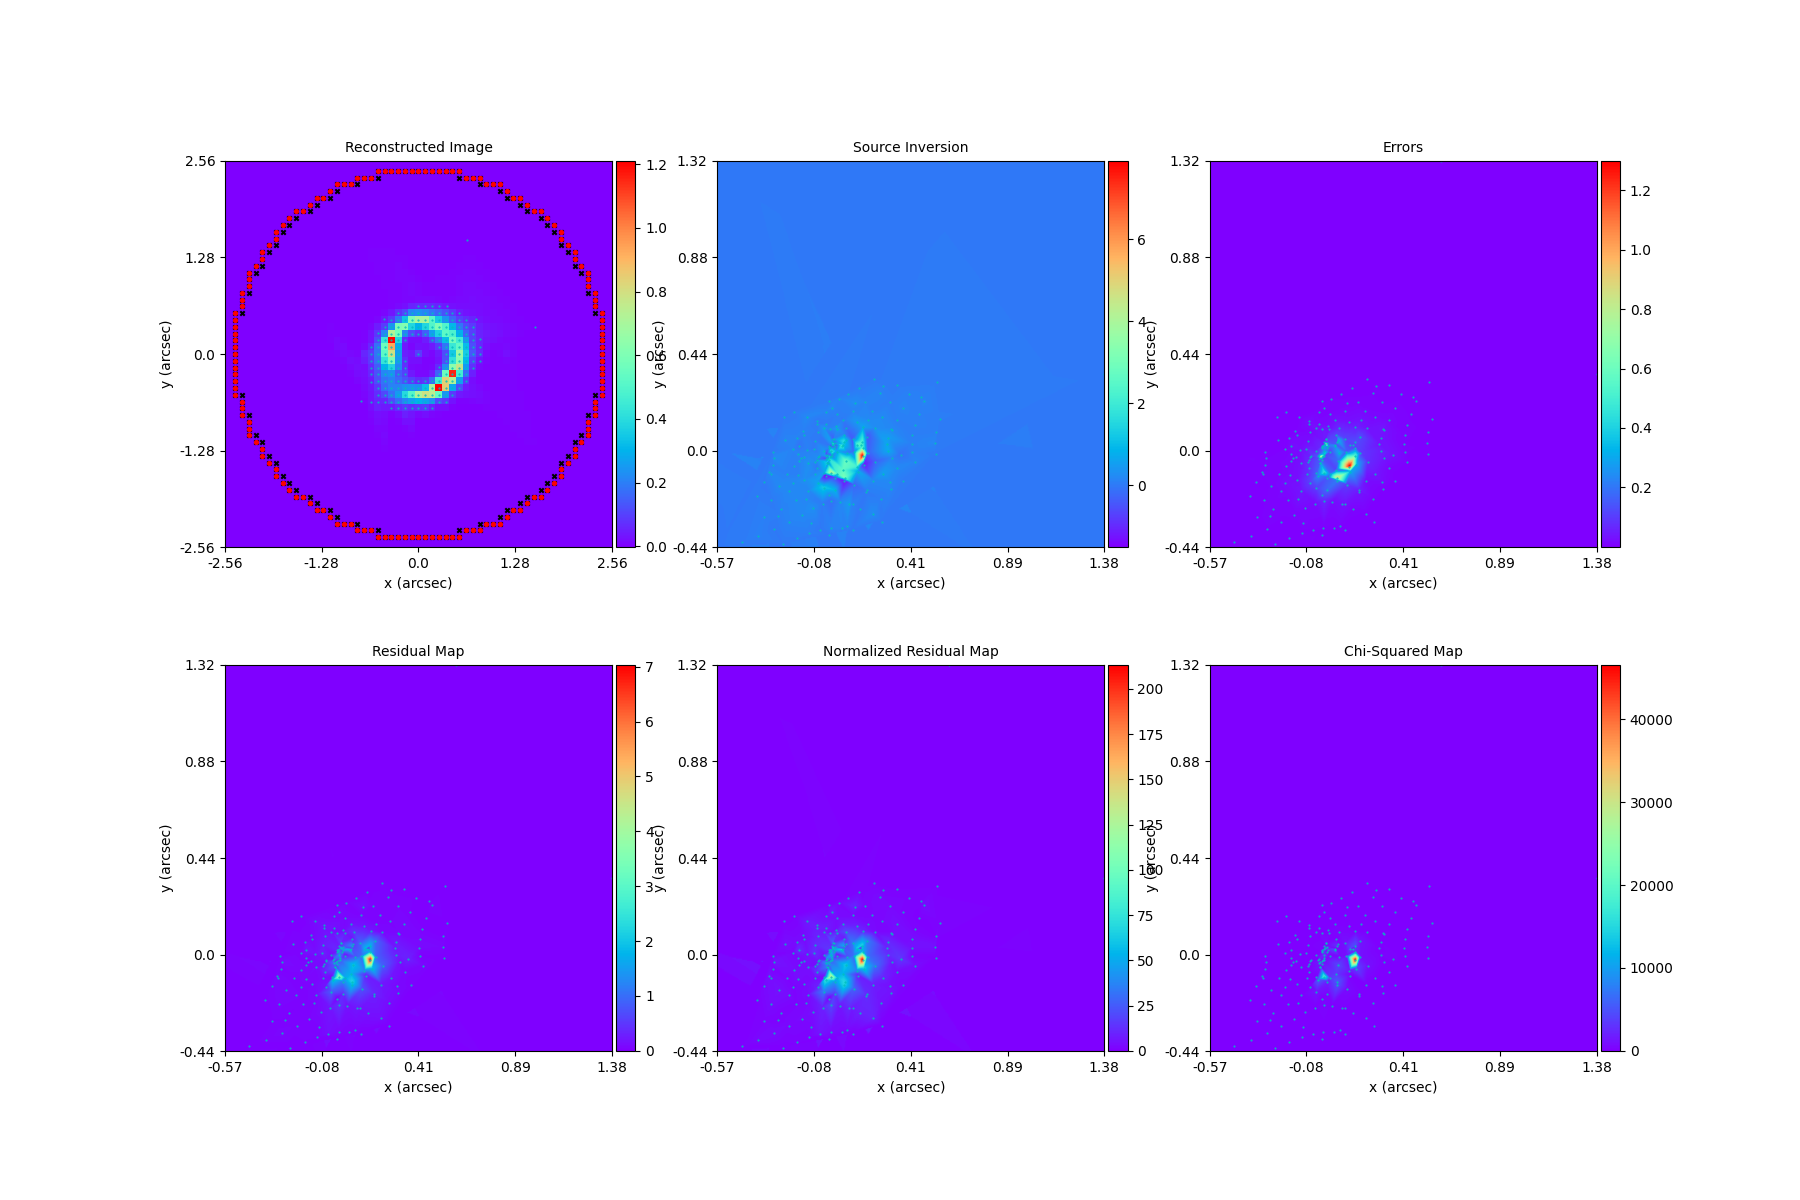 Reconstructed Image
2.56
1.28
0.0
-1.28
-2.56
-2.56 -1.28 0.0 1.28 2.56
x (arcsec)
y (arcsec)
1.2
1.0
0.8
0.6
0.4
0.2
0.0
Source Inversion
1.32
0.88
0.44
0.0
-0.44
-0.57 -0.08 0.41 0.89 1.38
x (arcsec)
y (arcsec)
6
4
2
0
Errors
1.32
0.88
0.44
0.0
-0.44
-0.57 -0.08 0.41 0.89 1.38
x (arcsec)
y (arcsec)
1.2
1.0
0.8
0.6
0.4
0.2
Residual Map
1.32
0.88
0.44
0.0
-0.44
-0.57 -0.08 0.41 0.89 1.38
x (arcsec)
y (arcsec)
7
6
5
4
3
2
1
0
Normalized Residual Map
1.32
0.88
0.44
0.0
-0.44
-0.57 -0.08 0.41 0.89 1.38
x (arcsec)
y (arcsec)
200
175
150
125
100
75
50
25
0
Chi-Squared Map
1.32
0.88
0.44
0.0
-0.44
-0.57 -0.08 0.41 0.89 1.38
x (arcsec)
y (arcsec)
40000
30000
20000
10000
0